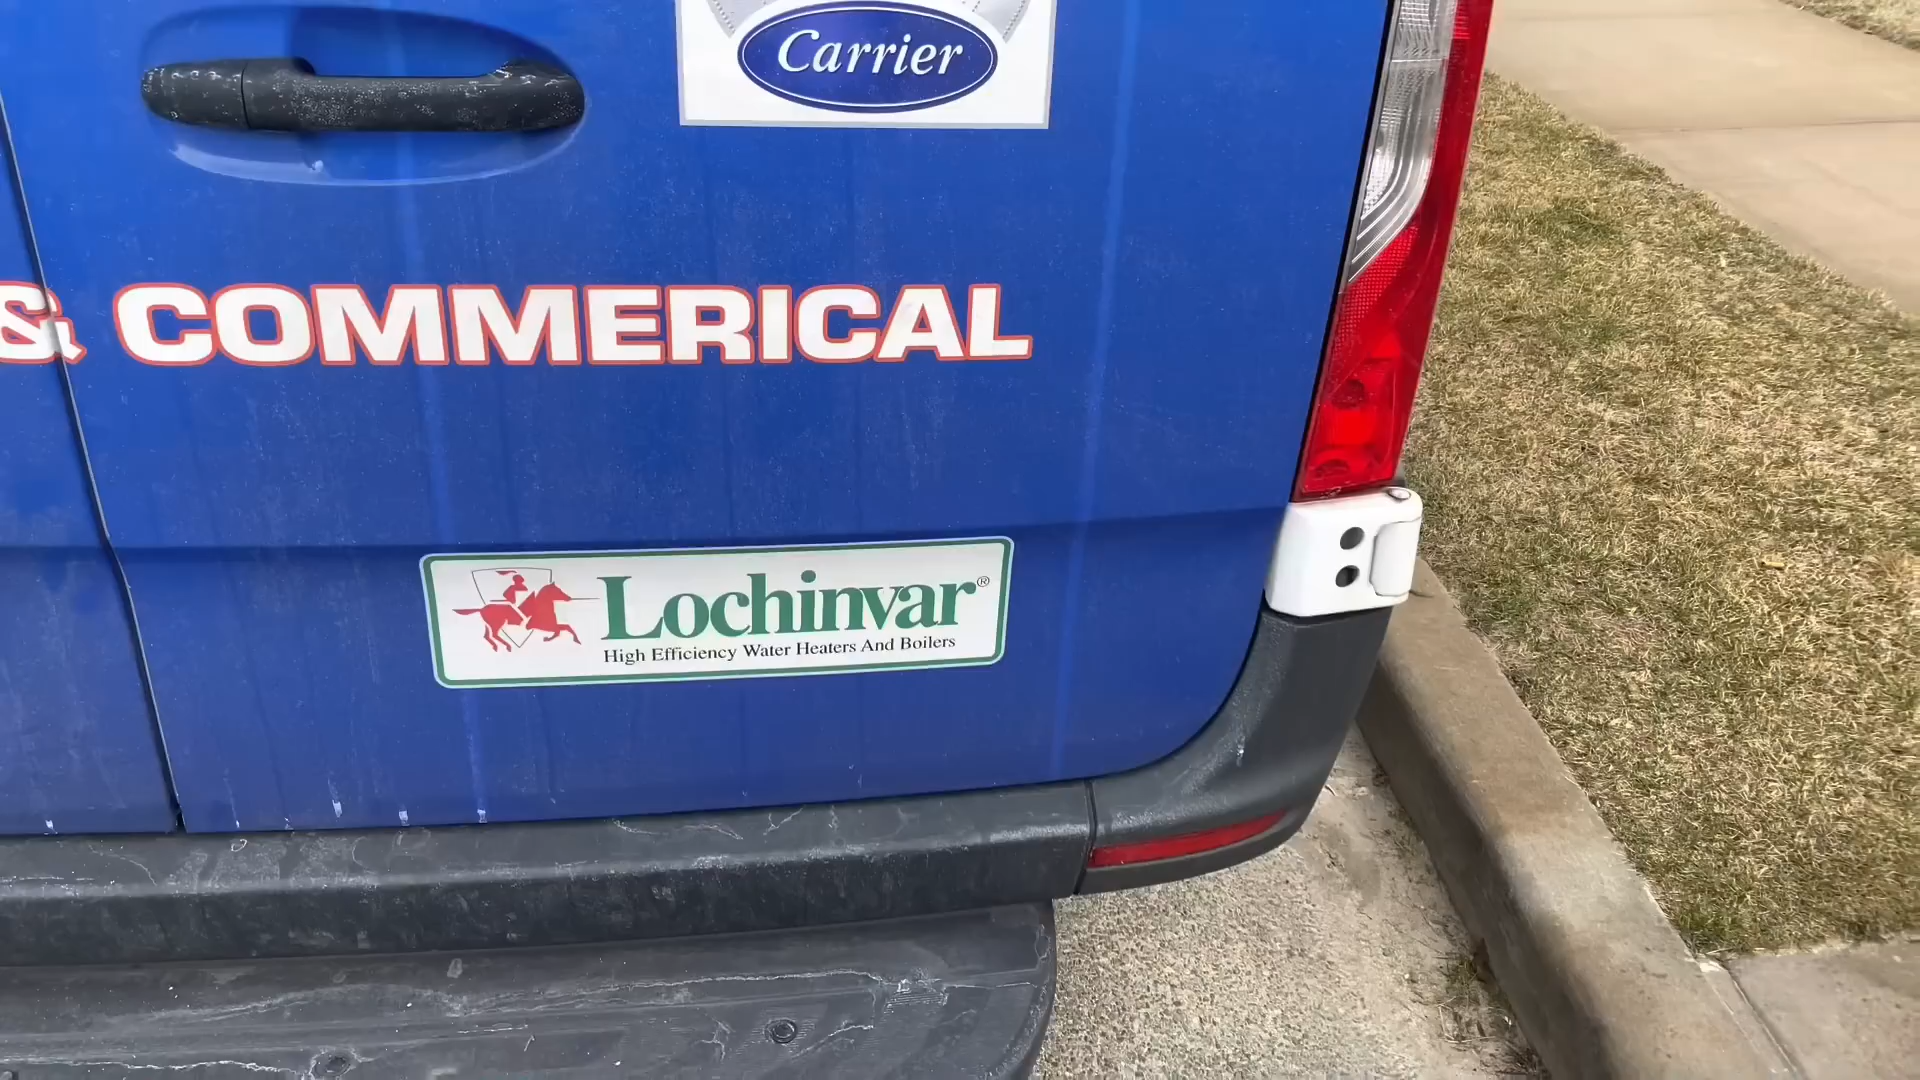 Carrier
& COMMERICAL
Lochinvar®
High Efficiency Water Heaters And Boilers